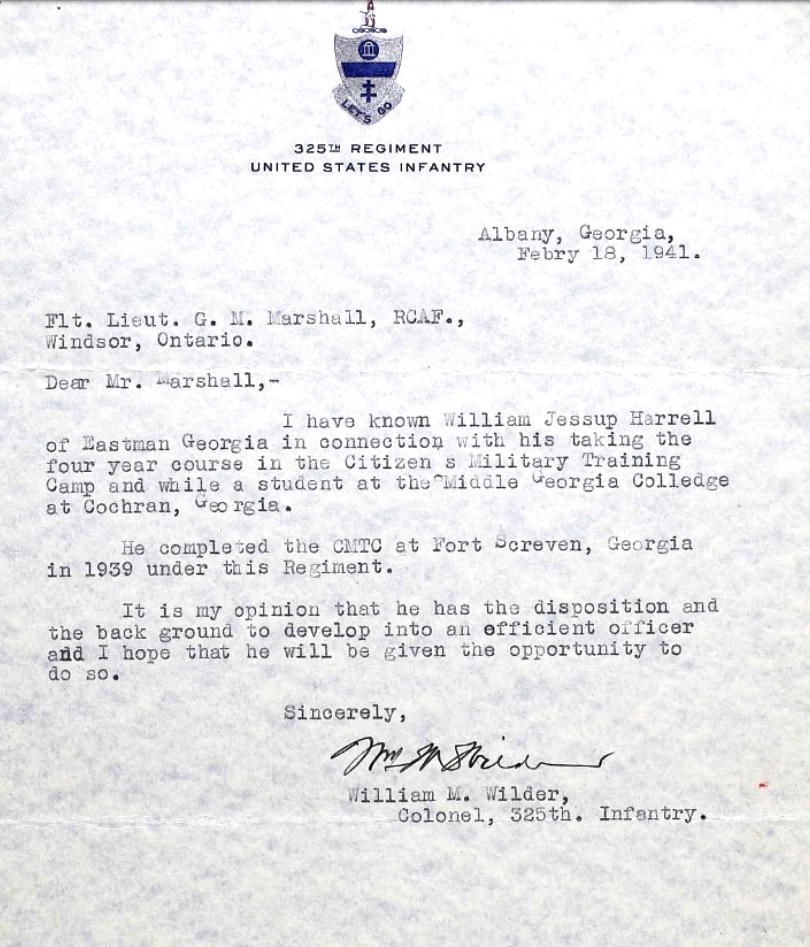 LET'S GO
325TH REGIMENT
UNITED STATES INFANTRY
Albany, Georgia,
Febry 18, 1941.
Flt. Lieut. G. M. Marshall, RCAF.,
Windsor, Ontario.
Dear Mr. Marshall,-
I have known William Jessup Harrell
of Eastman Georgia in connection with his taking the
four year course in the Citizen s Military Training
Camp and while a student at the Middle Georgia Colledge
at Cochran, Georgia.
He completed the CMTC at Fort Screven, Georgia
in 1939 under this Regiment.
It is my opinion that he has the disposition and
the back ground to develop into an efficient officer
and I hope that he will be given the opportunity to
do so.
Sincerely,
Wm M Wilder
William M. Wilder,
Colonel, 325th. Infantry.